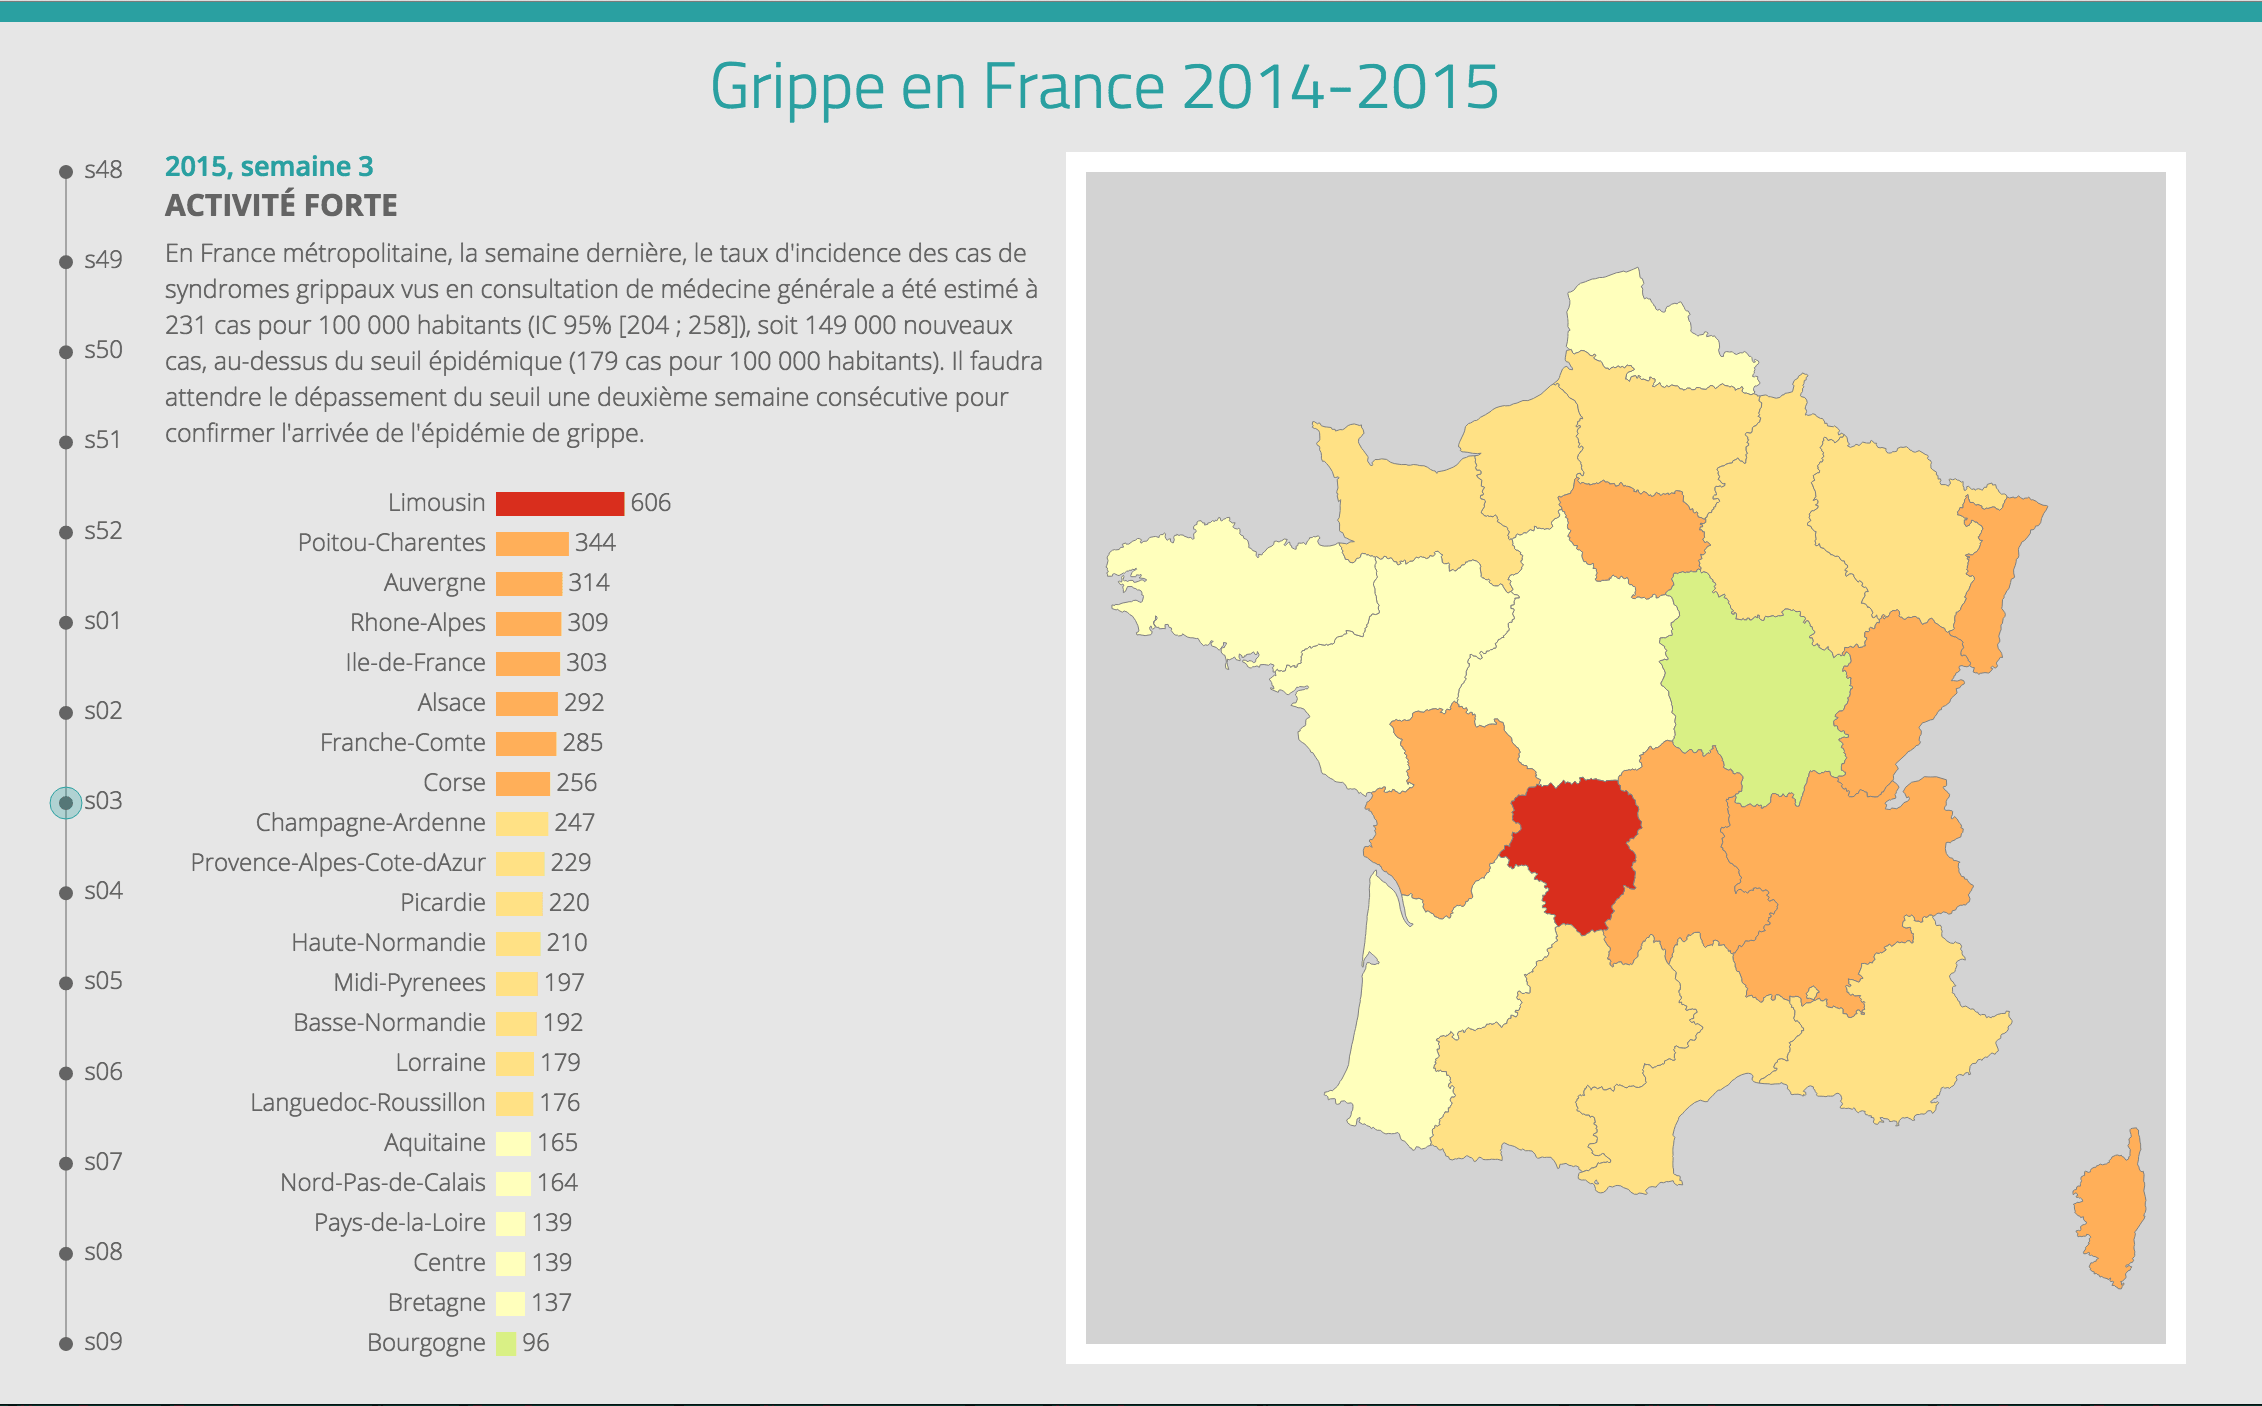 Grippe en France 2014-2015
s48
s49
s50
s51
s52
s01
s02
s03
s04
s05
s06
s07
s08
s09
2015, semaine 3
ACTIVITÉ FORTE
En France métropolitaine, la semaine dernière, le taux d'incidence des cas de
syndromes grippaux vus en consultation de médecine générale a été estimé à
231 cas pour 100 000 habitants (IC 95% [204 ; 258]), soit 149 000 nouveaux
cas, au-dessus du seuil épidémique (179 cas pour 100 000 habitants). Il faudra
attendre le dépassement du seuil une deuxième semaine consécutive pour
confirmer l'arrivée de l'épidémie de grippe.
Limousin 606
Poitou-Charentes 344
Auvergne 314
Rhone-Alpes 309
Ile-de-France 303
Alsace 292
Franche-Comte 285
Corse 256
Champagne-Ardenne 247
Provence-Alpes-Cote-dAzur 229
Picardie 220
Haute-Normandie 210
Midi-Pyrenees 197
Basse-Normandie 192
Lorraine 179
Languedoc-Roussillon 176
Aquitaine 165
Nord-Pas-de-Calais 164
Pays-de-la-Loire 139
Centre 139
Bretagne 137
Bourgogne 96